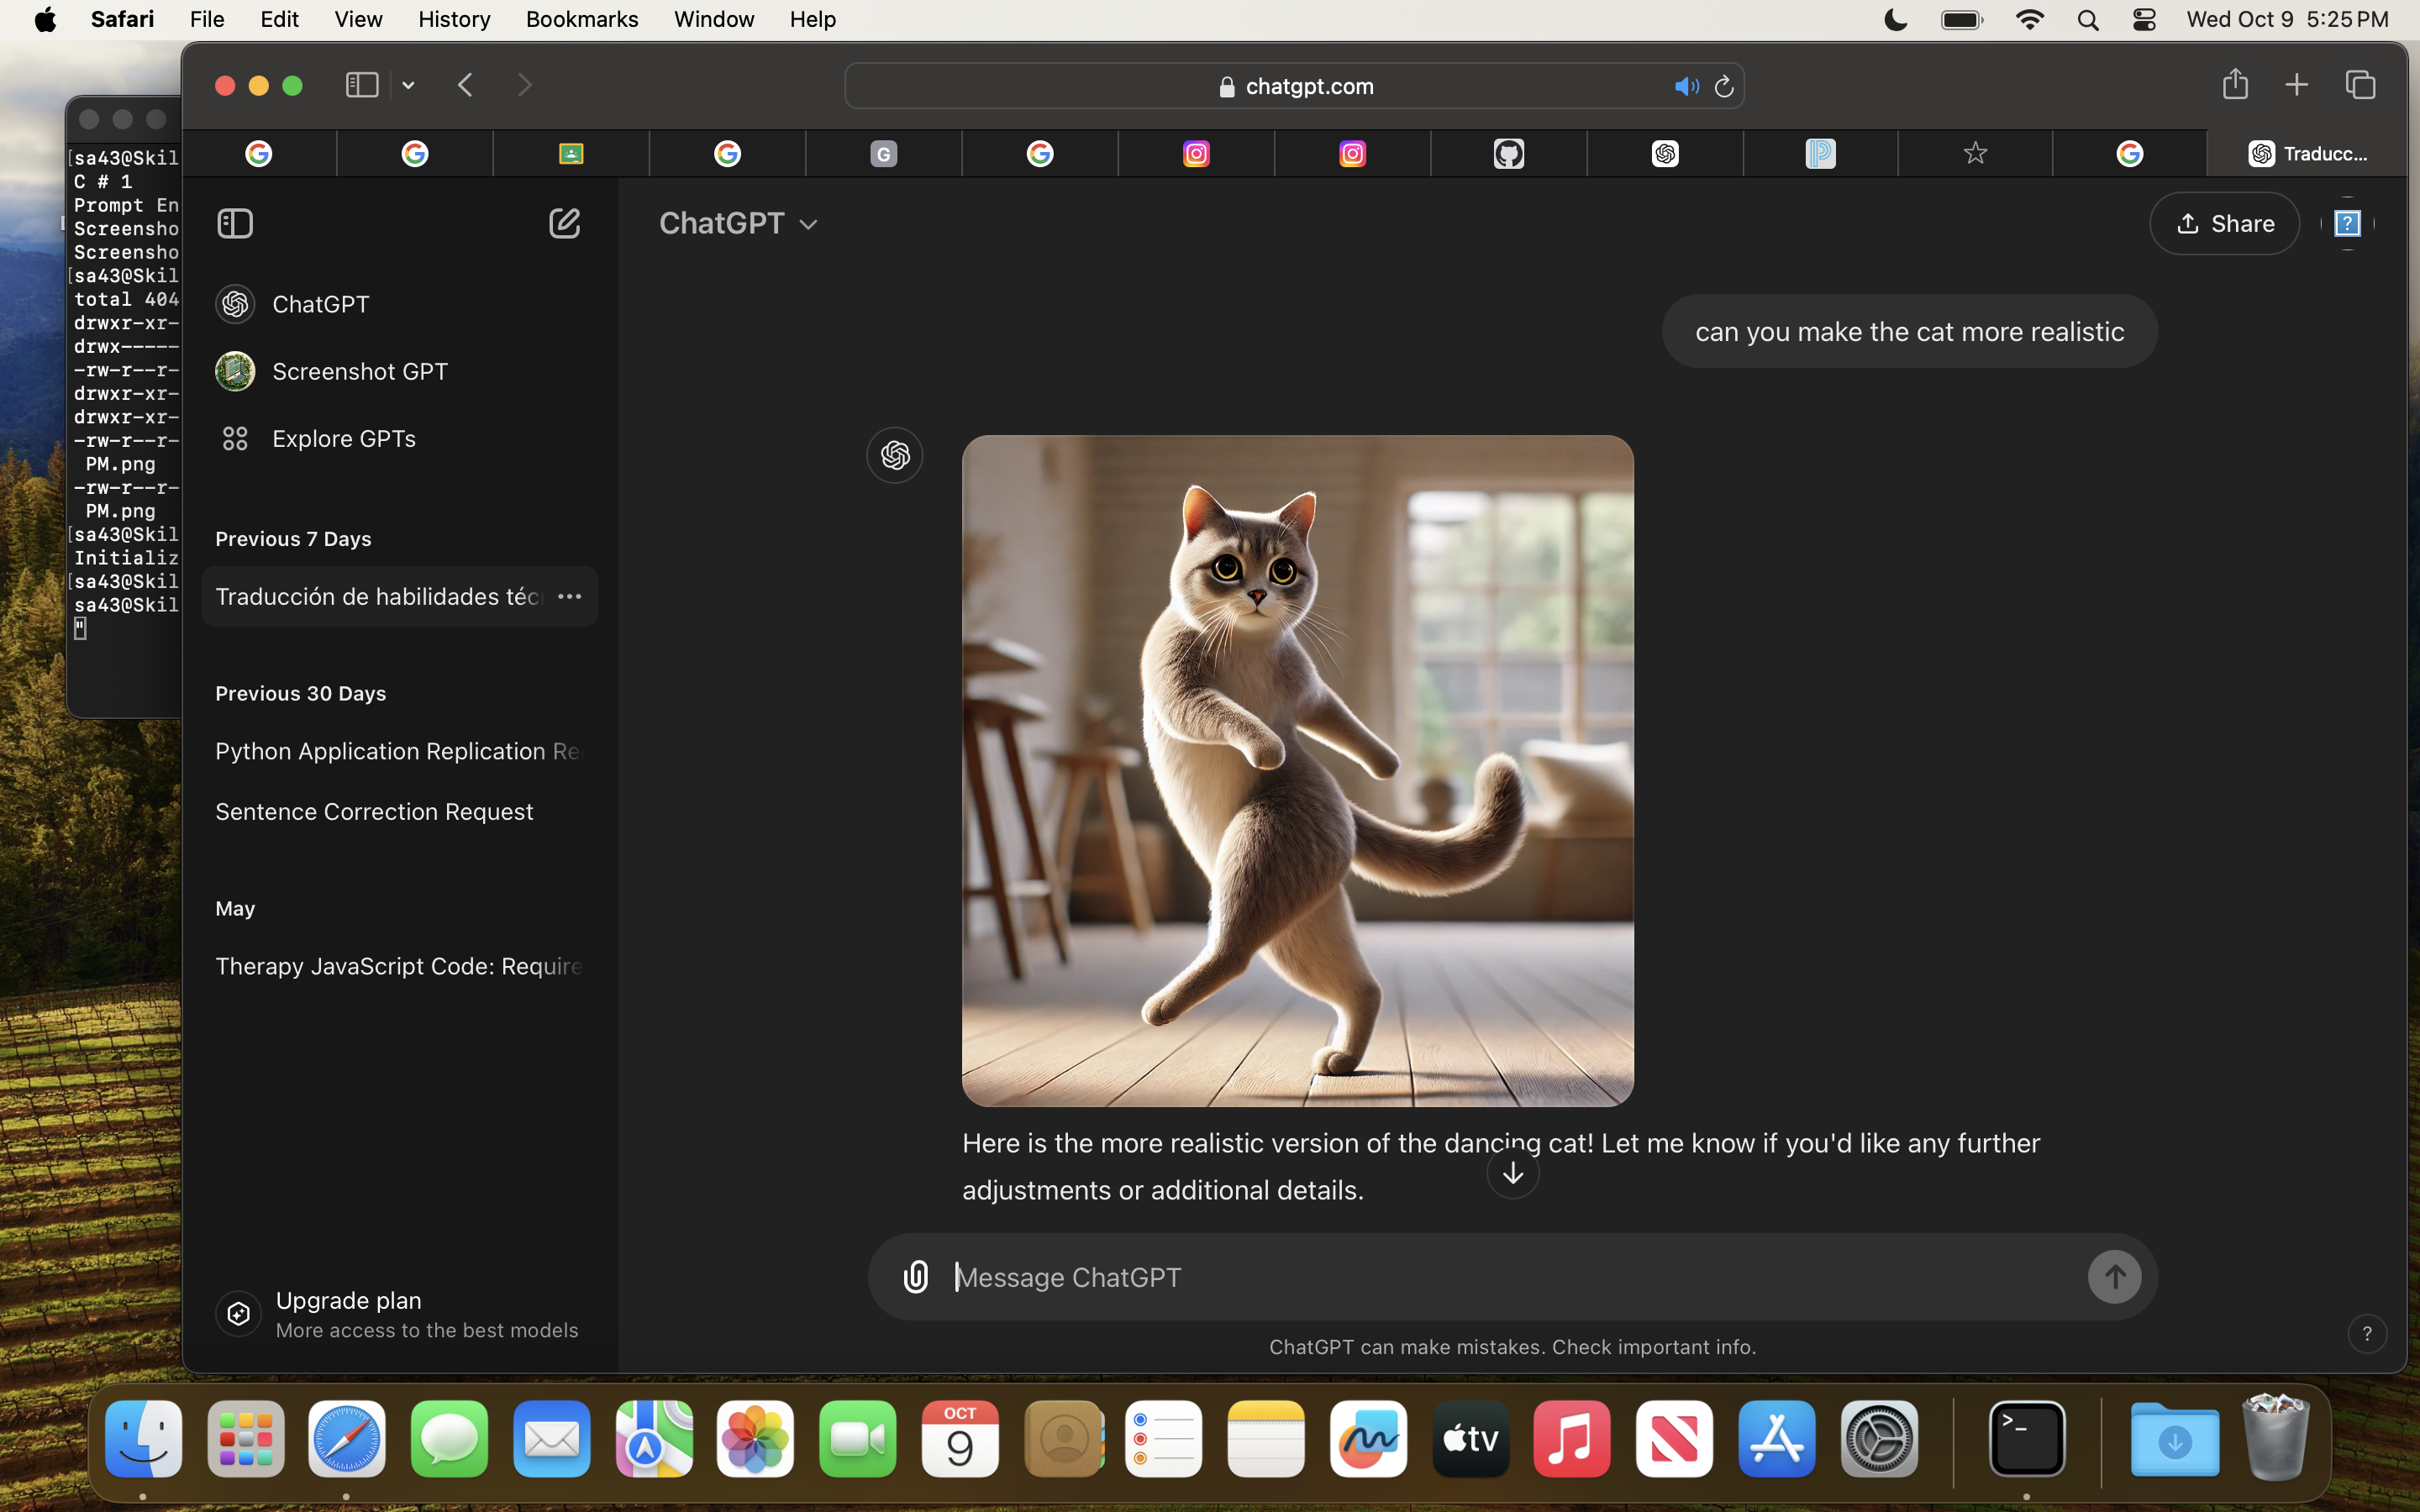 Safari File Edit View History Bookmarks Window Help Wed Oct 9 5:25 PM
chatgpt.com
G
Traducc...
[sa43@Skil
C # 1
Prompt En
Screensho
Screensho
[sa43@Skil
total 404
drwxr-xr-
drwx-----
-rw-r--r-
drwxr-xr-
drwxr-xr-
-rw-r--r-
PM.png
-rw-r--r-
PM.png
[sa43@Skil
Initializ
[sa43@Skil
sa43@Skil
"
ChatGPT
Screenshot GPT
Explore GPTs
Previous 7 Days
Traducción de habilidades téc
Previous 30 Days
Python Application Replication Re
Sentence Correction Request
May
Therapy JavaScript Code: Require
Upgrade plan
More access to the best models
ChatGPT
Share
?
can you make the cat more realistic
Here is the more realistic version of the dancing cat! Let me know if you'd like any further
adjustments or additional details.
Message ChatGPT
ChatGPT can make mistakes. Check important info.
?
OCT
9
tv
>_